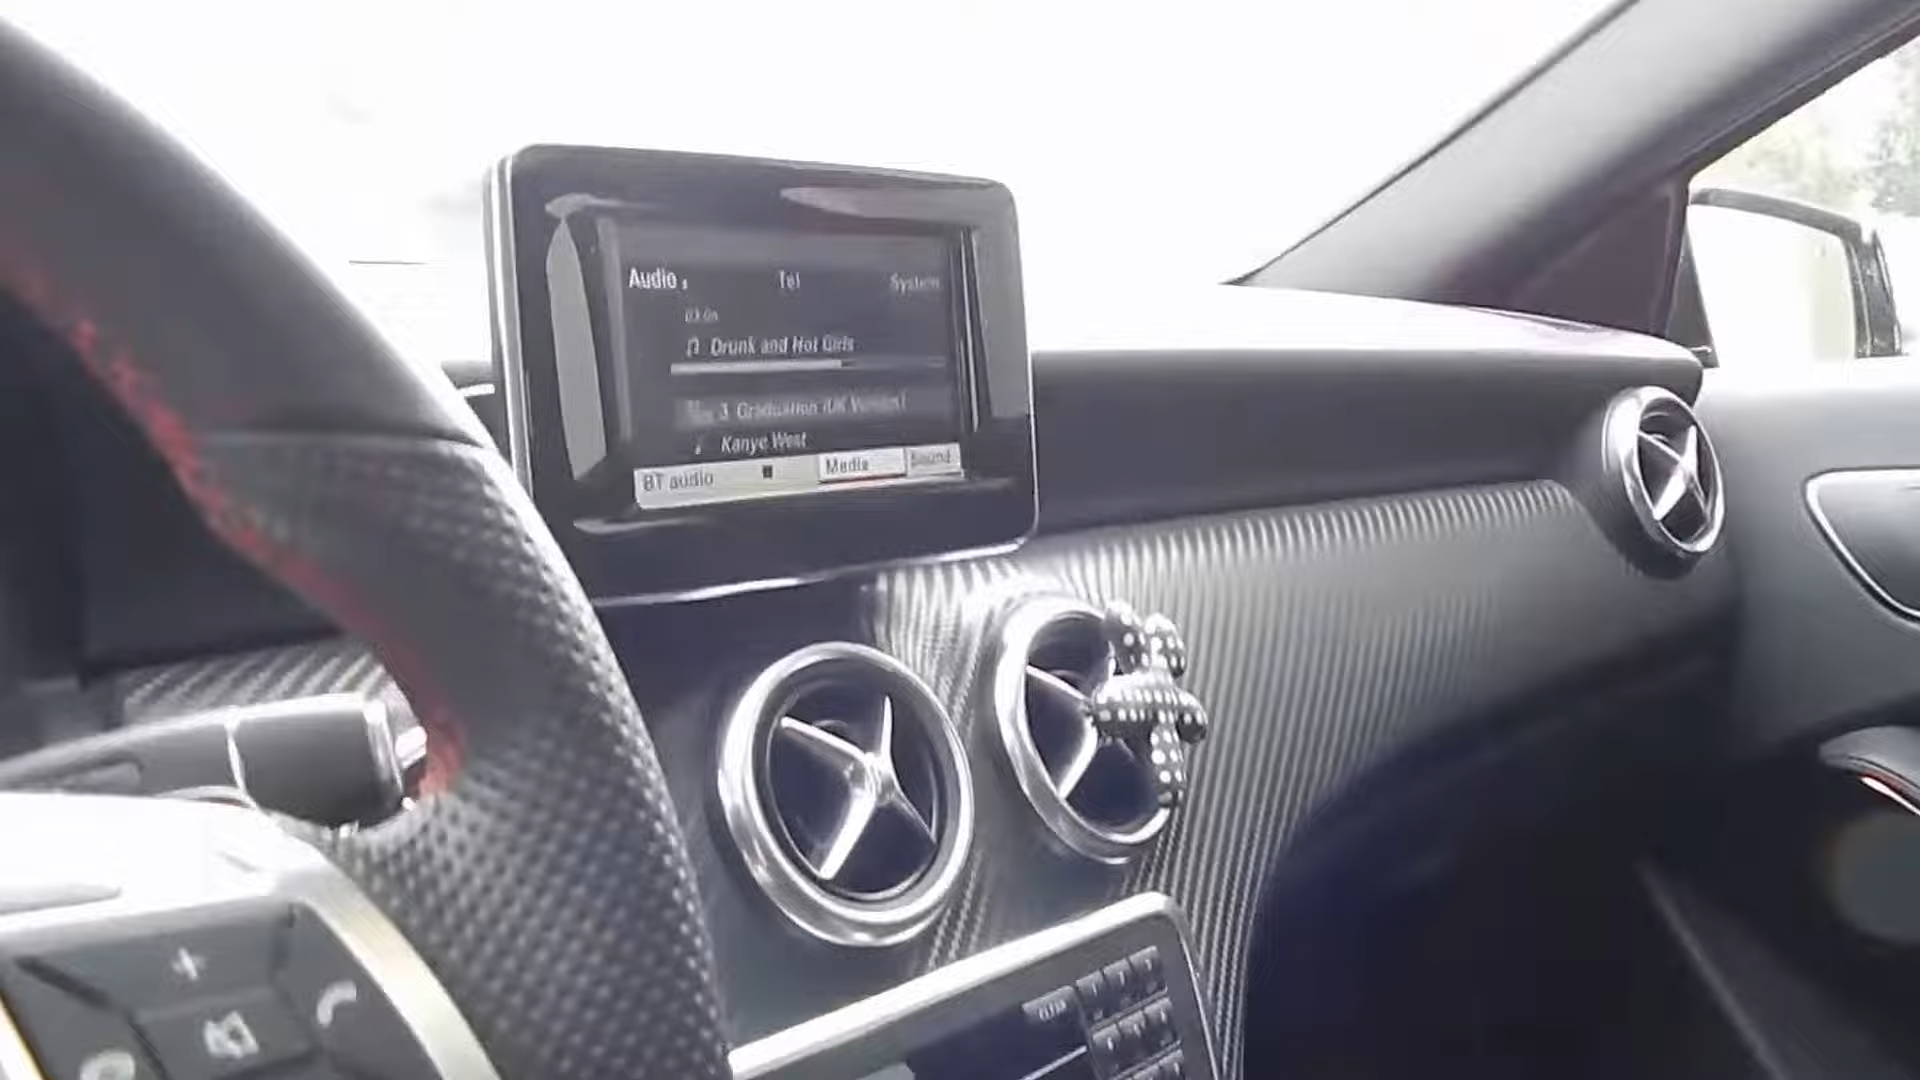 Audio
Tel
System
Drunk and Hot Girls
3 Graduation (UK Version)
Kanye West
BT audio
Media
Sound
+